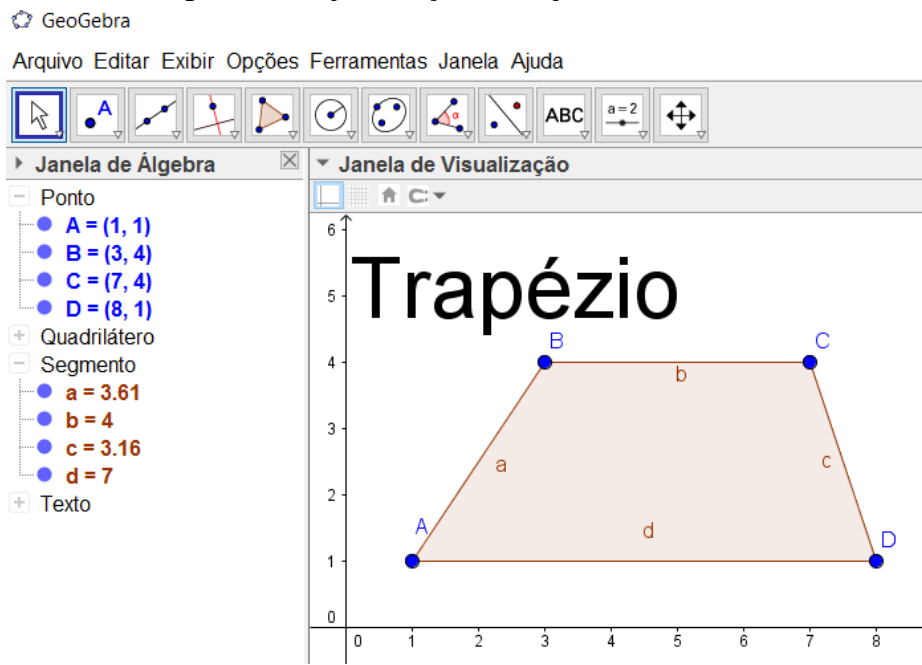 GeoGebra
Arquivo Editar Exibir Opções Ferramentas Janela Ajuda
A
α
ABC
a=2
Janela de Álgebra
Janela de Visualização
Ponto
A = (1, 1)
B = (3, 4)
C = (7, 4)
D = (8, 1)
Quadrilátero
Segmento
a = 3.61
b = 4
c = 3.16
d = 7
Texto
Trapézio
6
5
4
3
2
1
0
B
C
b
a
c
A
d
D
0 1 2 3 4 5 6 7 8